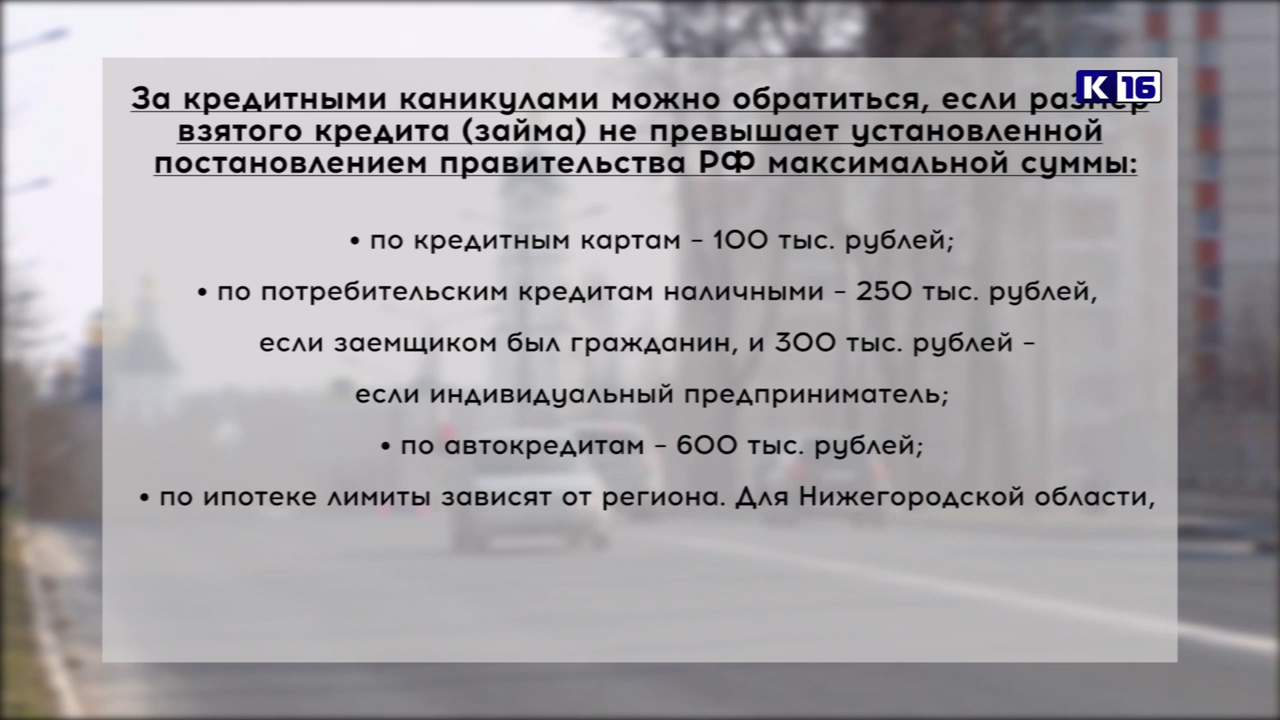 К 16
За кредитными каникулами можно обратиться, если
взятого кредита (займа) не превышает установленной
постановлением правительства РФ максимальной суммы:
• по кредитным картам – 100 тыс. рублей;
• по потребительским кредитам наличными – 250 тыс. рублей,
если заемщиком был гражданин, и 300 тыс. рублей –
если индивидуальный предприниматель;
• по автокредитам – 600 тыс. рублей;
• по ипотеке лимиты зависят от региона. Для Нижегородской области,